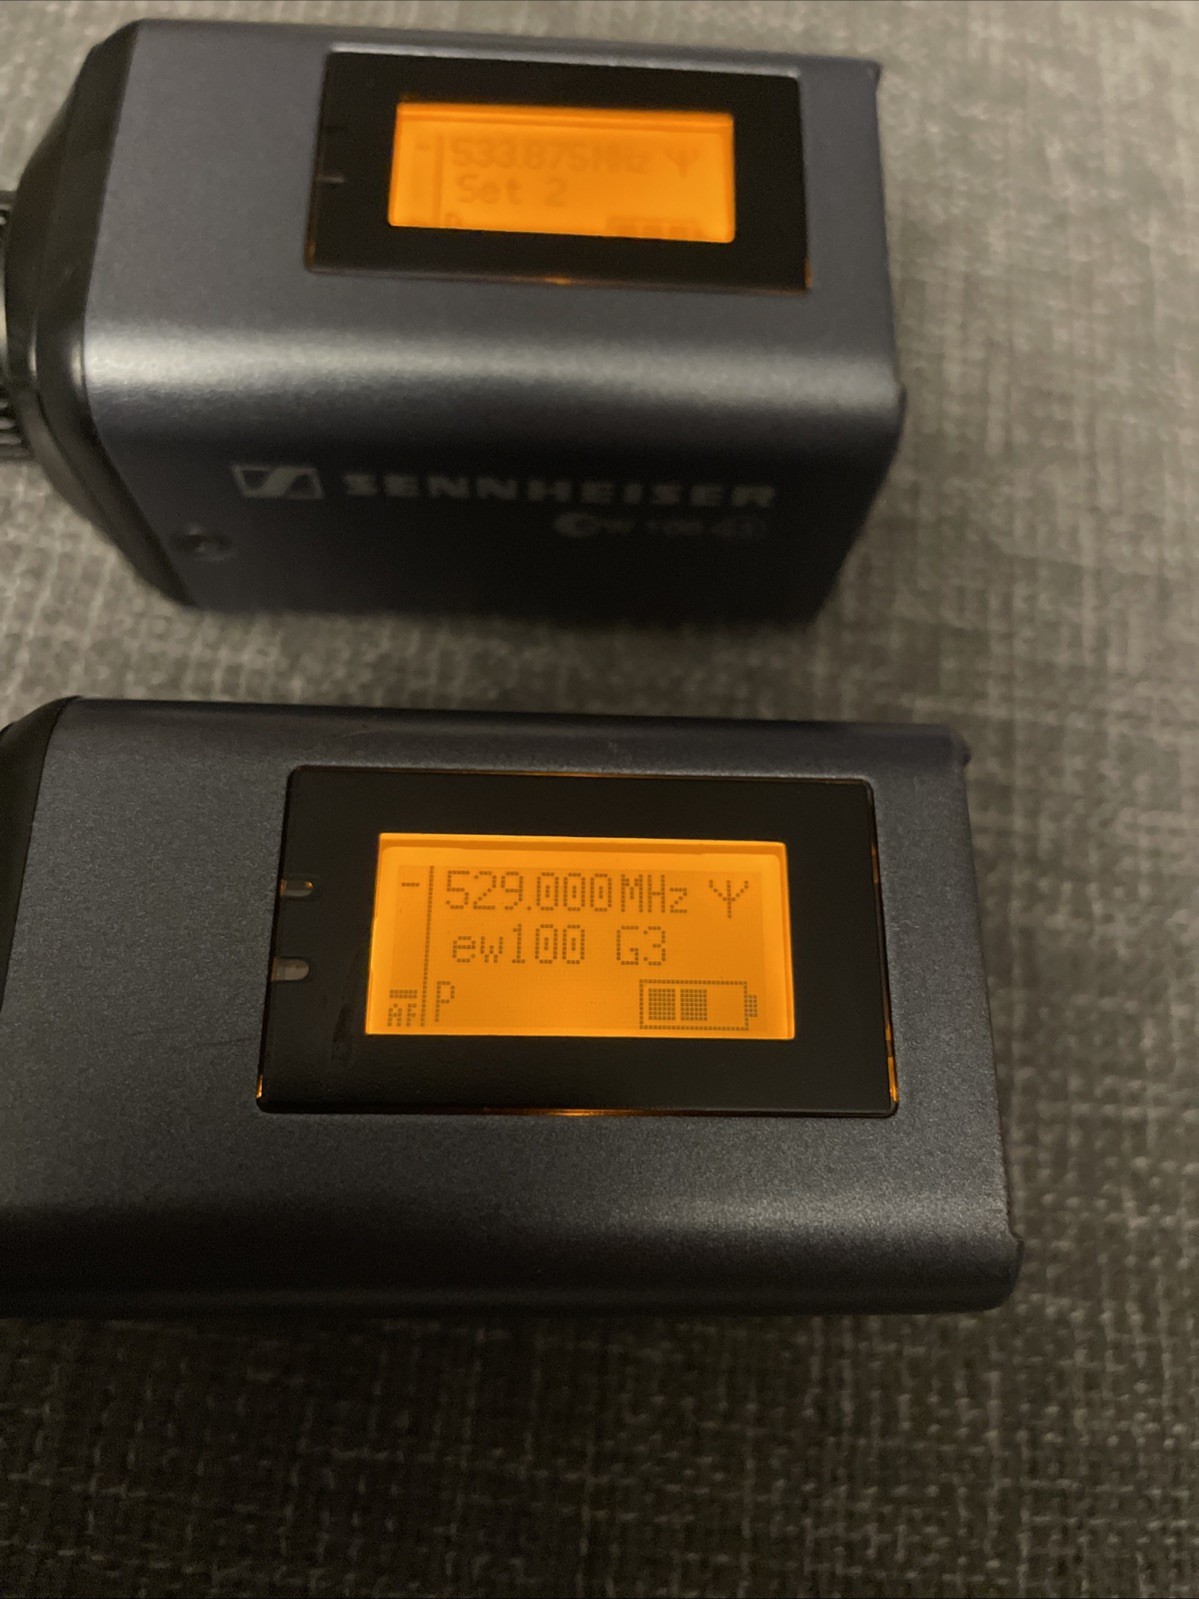 533.875MHz
Set 2
P
SENNHEISER
ew 100 G3
529.000MHz
ew100 G3
AF P